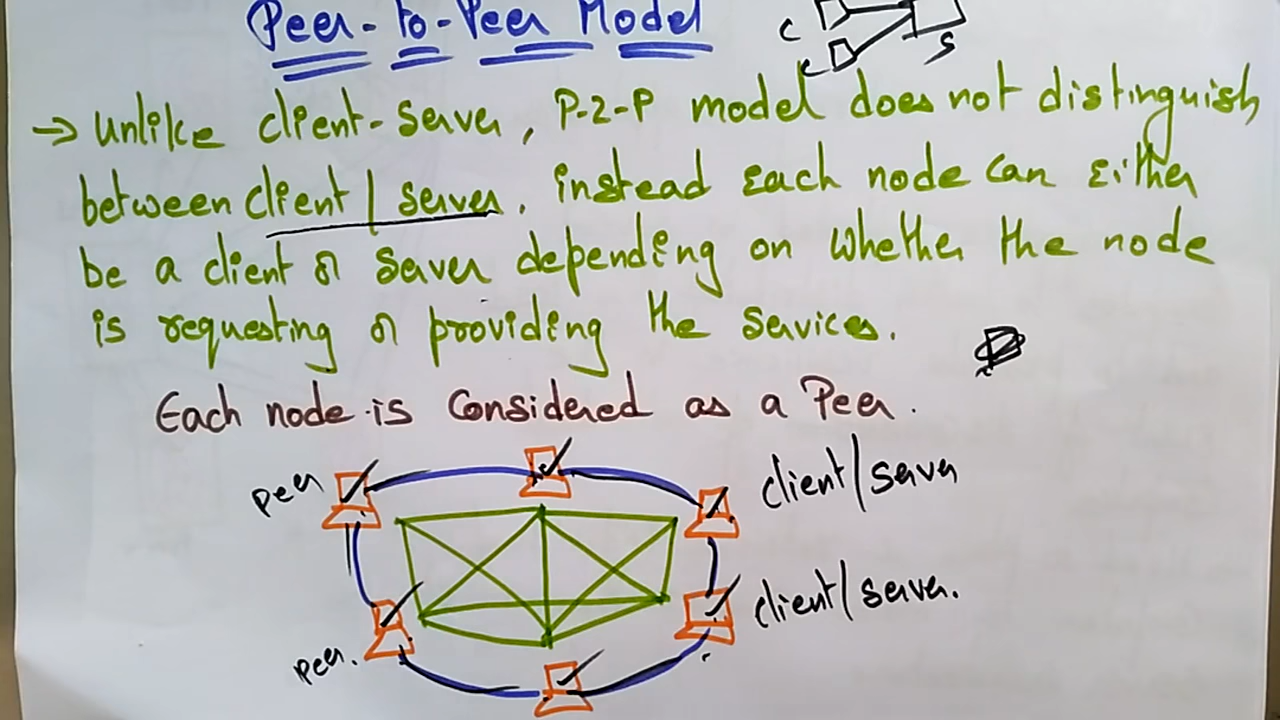 Peer-to-Peer Model
C
C S
→ Unlike client-server, P-2-P model does not distinguish
between client/server. instead Each node can Either
be a client or server depending on whether the node
is requesting or providing the services.
Each node is Considered as a Peer.
peer
client/server
client/server.
peer.